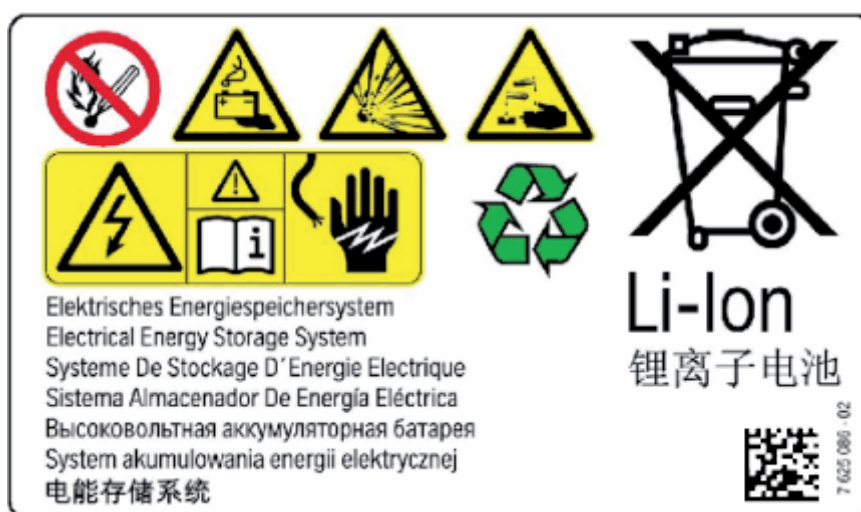 Elektrisches Energiespeichersystem
Electrical Energy Storage System
Systeme De Stockage D´Energie Electrique
Sistema Almacenador De Energía Eléctrica
Высоковольтная аккумуляторная батарея
System akumulowania energii elektrycznej
电能存储系统
Li-Ion
锂离子电池
7 625 086 - 02